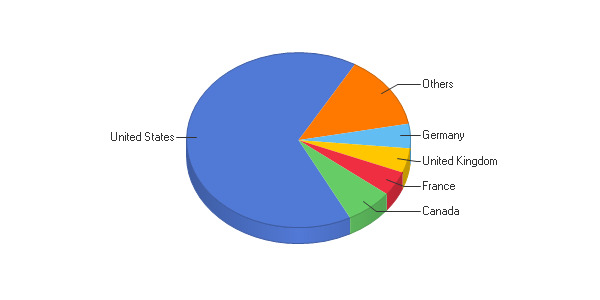 Others
United States
Germany
United Kingdom
France
Canada